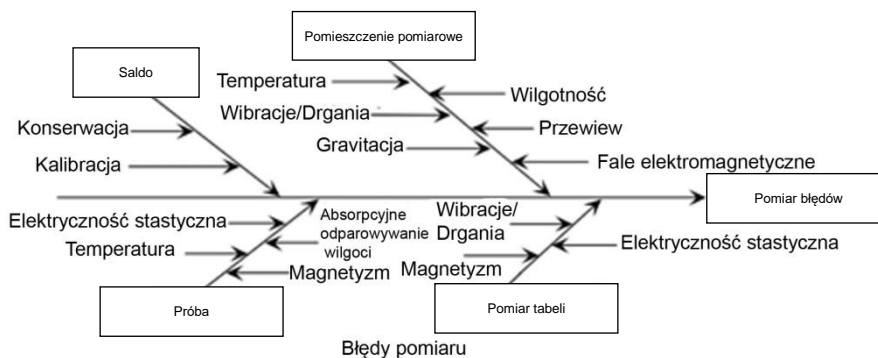 Pomieszczenie pomiarowe
Saldo
Temperatura
Wilgotność
Wibracje/Drgania
Konserwacja
Przewiew
Gravitacja
Kalibracja
Fale elektromagnetyczne
Pomiar błędów
Elektryczność stastyczna
Absorpcyjne
odparowywanie
wilgoci
Wibracje/
Drgania
Elektryczność stastyczna
Temperatura
Magnetyzm
Magnetyzm
Próba
Pomiar tabeli
Błędy pomiaru